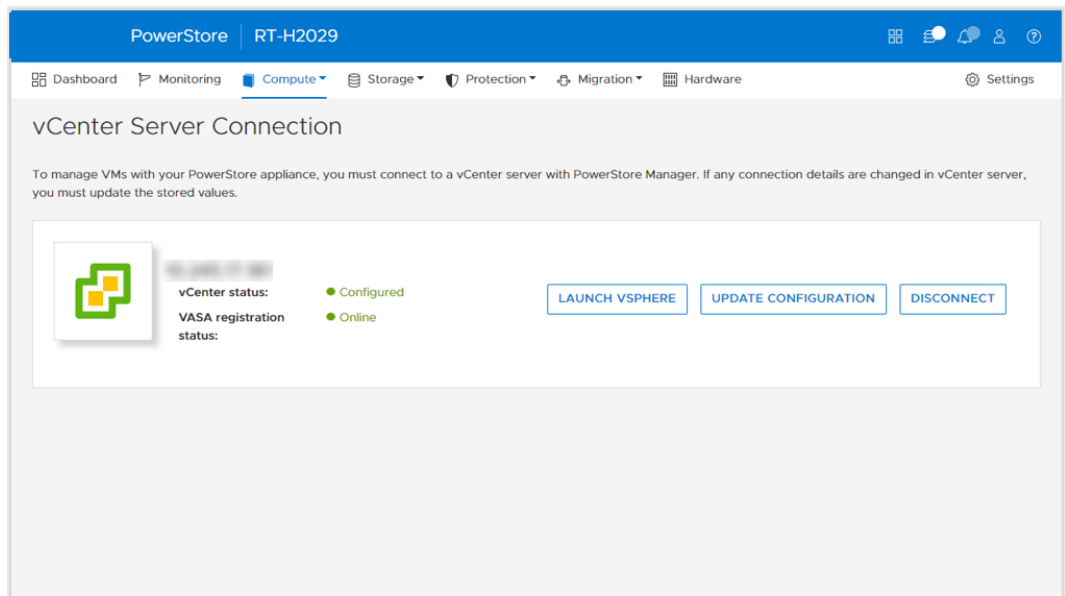 PowerStore RT-H2029
Dashboard Monitoring Compute Storage Protection Migration Hardware Settings
vCenter Server Connection
To manage VMs with your PowerStore appliance, you must connect to a vCenter server with PowerStore Manager. If any connection details are changed in vCenter server,
you must update the stored values.
vCenter status: Configured
VASA registration Online
status:
LAUNCH VSPHERE UPDATE CONFIGURATION DISCONNECT